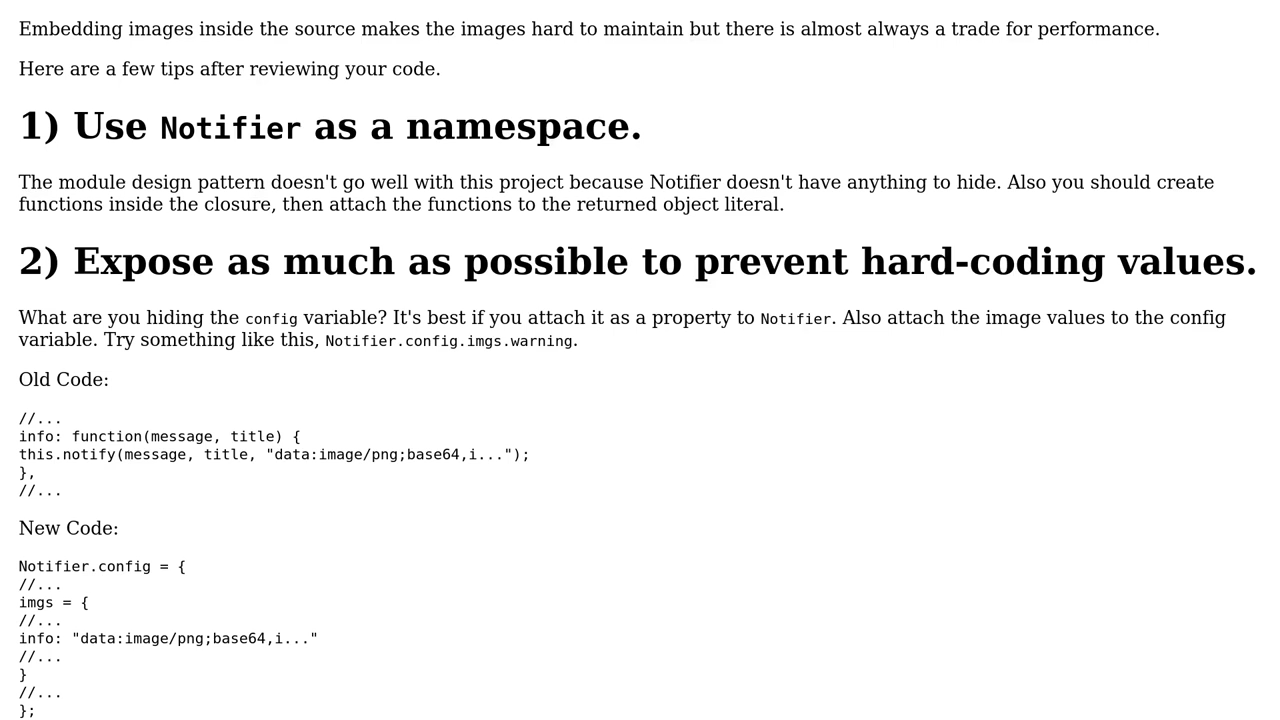 Embedding images inside the source makes the images hard to maintain but there is almost always a trade for performance.
Here are a few tips after reviewing your code.
1) Use Notifier as a namespace.
The module design pattern doesn't go well with this project because Notifier doesn't have anything to hide. Also you should create
functions inside the closure, then attach the functions to the returned object literal.
2) Expose as much as possible to prevent hard-coding values.
What are you hiding the config variable? It's best if you attach it as a property to Notifier. Also attach the image values to the config
variable. Try something like this, Notifier.config.imgs.warning.
Old Code:
//...
info: function(message, title) {
this.notify(message, title, "data:image/png;base64,i...");
},
//...
New Code:
Notifier.config = {
//...
imgs = {
//...
info: "data:image/png;base64,i..."
//...
}
//...
};